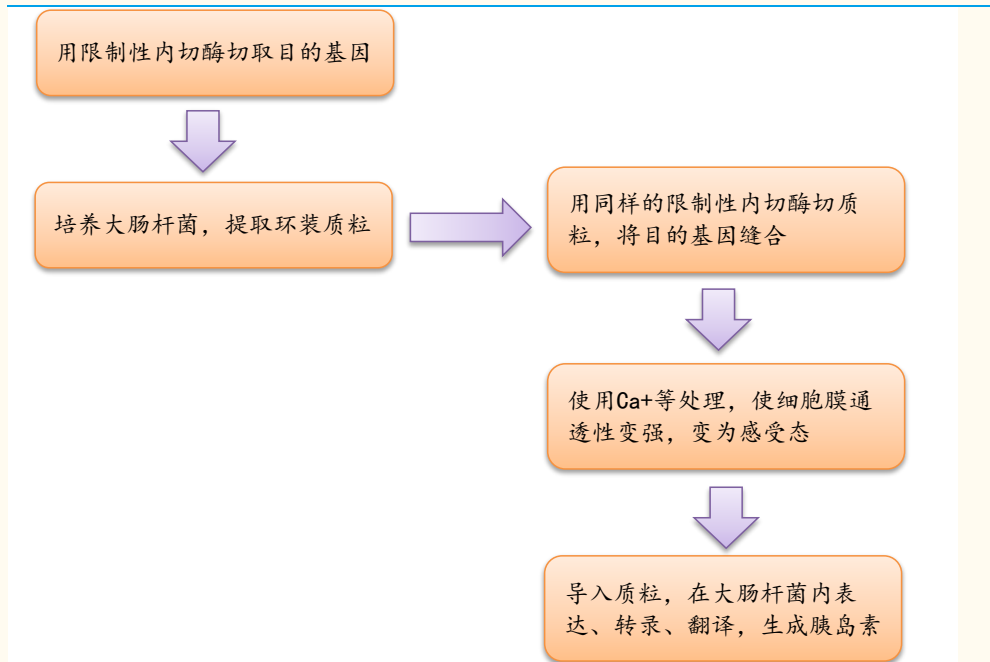 用限制性内切酶切取目的基因
培养大肠杆菌，提取环装质粒
用同样的限制性内切酶切质
粒，将目的基因缝合
使用Ca+等处理，使细胞膜通
透性变强，变为感受态
导入质粒，在大肠杆菌内表
达、转录、翻译，生成胰岛素